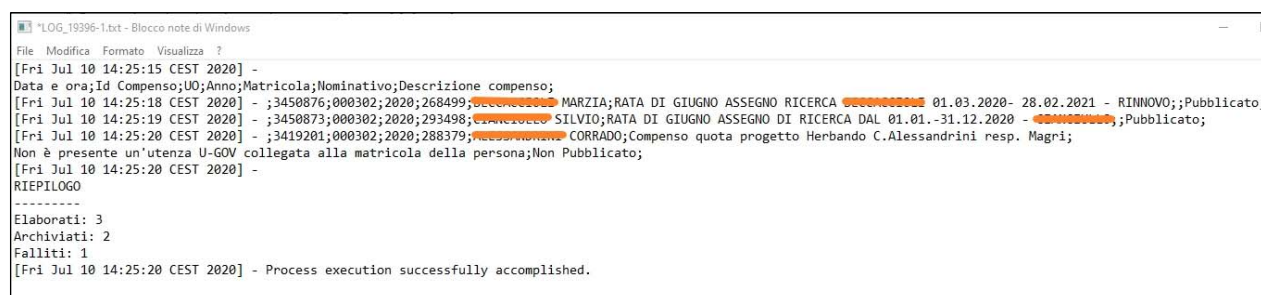 *LOG_19396-1.txt - Blocco note di Windows
File Modifica Formato Visualizza ?
[Fri Jul 10 14:25:15 CEST 2020] -
Data e ora;Id Compenso;UO;Anno;Matricola;Nominativo;Descrizione compenso;
[Fri Jul 10 14:25:18 CEST 2020] - ;3450876;000302;2020;268499; MARZIA;RATA DI GIUGNO ASSEGNO RICERCA 01.03.2020- 28.02.2021 - RINNOVO;;Pubblicato;
[Fri Jul 10 14:25:19 CEST 2020] - ;3450873;000302;2020;293498; SILVIO;RATA DI GIUGNO ASSEGNO DI RICERCA DAL 01.01.-31.12.2020 - ;;Pubblicato;
[Fri Jul 10 14:25:20 CEST 2020] - ;3419201;000302;2020;288379; CORRADO;Compenso quota progetto Herbando C.Alessandrini resp. Magri;
Non è presente un'utenza U-GOV collegata alla matricola della persona;Non Pubblicato;
[Fri Jul 10 14:25:20 CEST 2020] -
RIEPILOGO
---------
Elaborati: 3
Archiviati: 2
Falliti: 1
[Fri Jul 10 14:25:20 CEST 2020] - Process execution successfully accomplished.